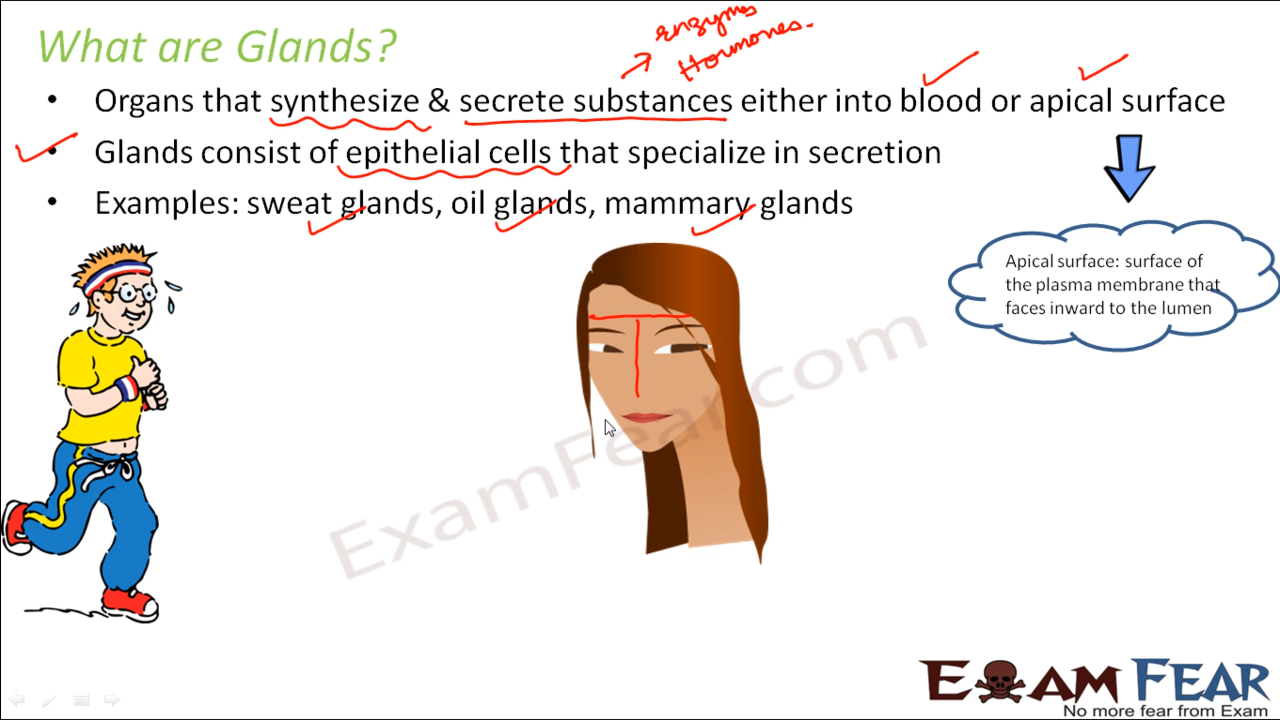 What are Glands?
enzymes
Hormones.
• Organs that synthesize & secrete substances either into blood or apical surface
• Glands consist of epithelial cells that specialize in secretion
• Examples: sweat glands, oil glands, mammary glands
Apical surface: surface of
the plasma membrane that
faces inward to the lumen
ExamFear.com
EXAM FEAR
No more fear from Exam